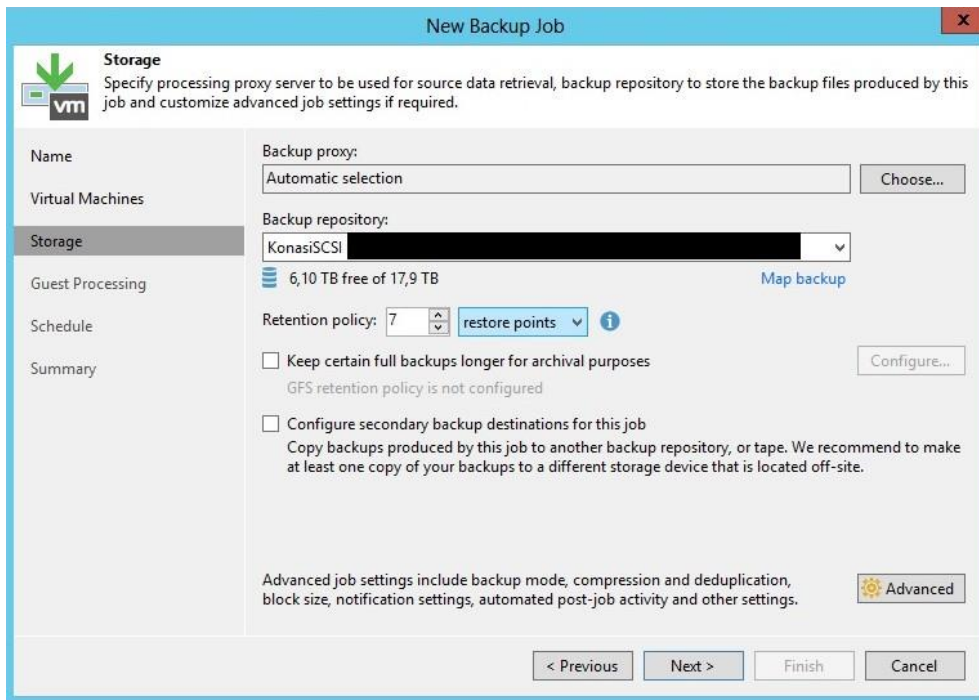 New Backup Job
x
Storage
Specify processing proxy server to be used for source data retrieval, backup repository to store the backup files produced by this
job and customize advanced job settings if required.
vm
Name
Virtual Machines
Storage
Guest Processing
Schedule
Summary
Backup proxy:
Automatic selection
Choose...
Backup repository:
KonasiSCSI
6,10 TB free of 17,9 TB
Map backup
Retention policy: 7 restore points
Keep certain full backups longer for archival purposes
Configure...
GFS retention policy is not configured
Configure secondary backup destinations for this job
Copy backups produced by this job to another backup repository, or tape. We recommend to make
at least one copy of your backups to a different storage device that is located off-site.
Advanced job settings include backup mode, compression and deduplication,
block size, notification settings, automated post-job activity and other settings.
Advanced
< Previous
Next >
Finish
Cancel